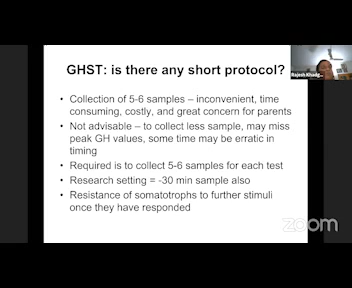 GHST: is there any short protocol?
• Collection of 5-6 samples – inconvenient, time
consuming, costly, and great concern for parents
• Not advisable – to collect less sample, may miss
peak GH values, some time may be erratic in
timing
• Required is to collect 5-6 samples for each test
• Research setting = -30 min sample also
• Resistance of somatotrophs to further stimuli
once they have responded
Rajesh Khadg...
zoom